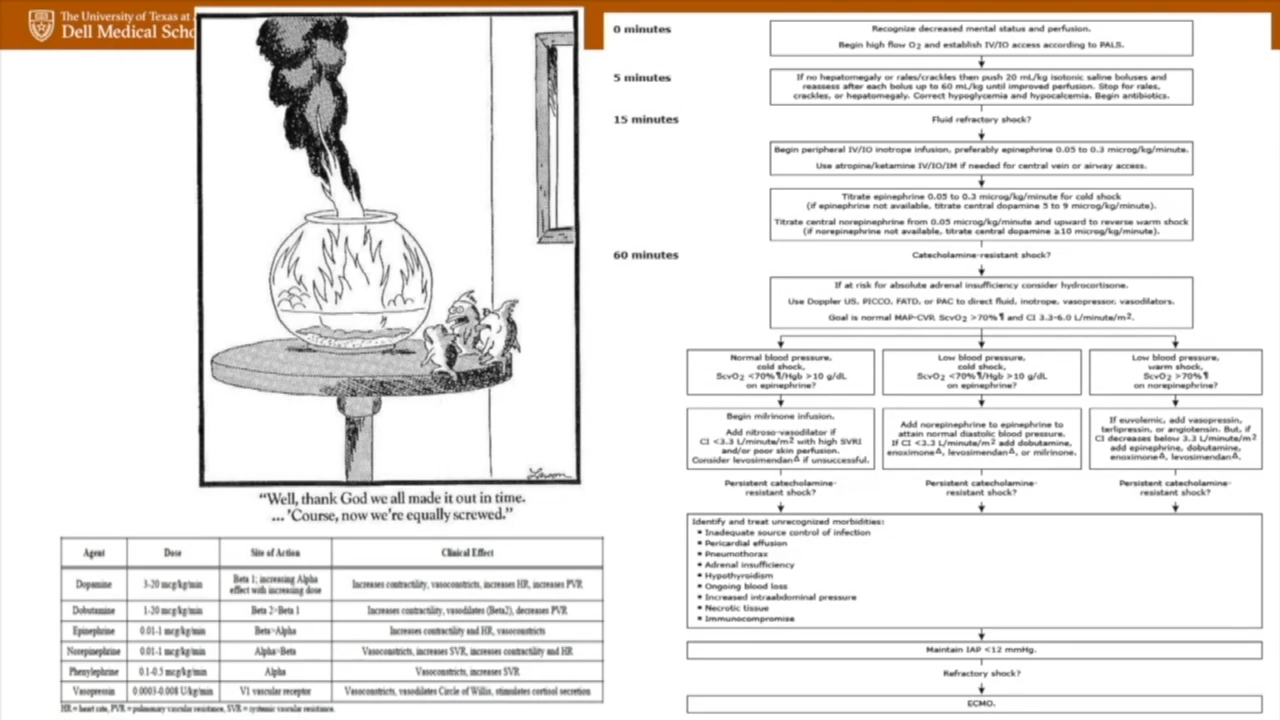 The University of Texas at
Dell Medical Scho
Larson
“Well, thank God we all made it out in time.
... 'Course, now we're equally screwed.”
Agent Dose Site of Action Clinical Effect
Dopamine 3-20 mcg/kg/min Beta 1; increasing Alpha effect with increasing dose Increases contractility, vasoconstricts, increases HR, increases PVR
Dobutamine 1-20 mcg/kg/min Beta 2>Beta 1 Increases contractility, vasodilates (Beta2), decreases PVR
Epinephrine 0.01-1 mcg/kg/min Beta>Alpha Increases contractility and HR, vasoconstricts
Norepinephrine 0.01-1 mcg/kg/min Alpha>Beta Vasoconstricts, increases SVR, increases contractility and HR
Phenylephrine 0.1-0.5 mcg/kg/min Alpha Vasoconstricts, increases SVR
Vasopressin 0.0003-0.008 U/kg/min V1 vascular receptor Vasoconstricts, vasodilates Circle of Willis, stimulates cortisol secretion
HR = heart rate, PVR = pulmonary vascular resistance, SVR = systemic vascular resistance.
0 minutes
Recognize decreased mental status and perfusion.
Begin high flow O₂ and establish IV/IO access according to PALS.
5 minutes
If no hepatomegaly or rales/crackles then push 20 mL/kg isotonic saline boluses and
reassess after each bolus up to 60 mL/kg until improved perfusion. Stop for rales,
crackles, or hepatomegaly. Correct hypoglycemia and hypocalcemia. Begin antibiotics.
15 minutes
Fluid refractory shock?
Begin peripheral IV/IO inotrope infusion, preferably epinephrine 0.05 to 0.3 microg/kg/minute.
Use atropine/ketamine IV/IO/IM if needed for central vein or airway access.
Titrate epinephrine 0.05 to 0.3 microg/kg/minute for cold shock
(if epinephrine not available, titrate central dopamine 5 to 9 microg/kg/minute).
Titrate central norepinephrine from 0.05 microg/kg/minute and upward to reverse warm shock
(if norepinephrine not available, titrate central dopamine ≥10 microg/kg/minute).
60 minutes
Catecholamine-resistant shock?
If at risk for absolute adrenal insufficiency consider hydrocortisone.
Use Doppler US, PICCO, FATD, or PAC to direct fluid, inotrope, vasopressor, vasodilators.
Goal is normal MAP-CVP, ScvO₂ >70%¶ and CI 3.3-6.0 L/minute/m².
Normal blood pressure,
cold shock,
ScvO₂ <70%¶/Hgb >10 g/dL
on epinephrine?
Begin milrinone infusion.
Add nitroso-vasodilator if
CI <3.3 L/minute/m² with high SVRI
and/or poor skin perfusion.
Consider levosimendanΔ if unsuccessful.
Persistent catecholamine-
resistant shock?
Low blood pressure,
cold shock,
ScvO₂ <70%¶/Hgb >10 g/dL
on epinephrine?
Add norepinephrine to epinephrine to
attain normal diastolic blood pressure.
If CI <3.3 L/minute/m² add dobutamine,
enoximoneΔ, levosimendanΔ, or milrinone.
Persistent catecholamine-
resistant shock?
Low blood pressure,
warm shock,
ScvO₂ >70%¶
on norepinephrine?
If euvolemic, add vasopressin,
terlipressin, or angiotensin. But, if
CI decreases below 3.3 L/minute/m²
add epinephrine, dobutamine,
enoximoneΔ, levosimendanΔ.
Persistent catecholamine-
resistant shock?
Identify and treat unrecognized morbidities:
▪ Inadequate source control of infection
▪ Pericardial effusion
▪ Pneumothorax
▪ Adrenal insufficiency
▪ Hypothyroidism
▪ Ongoing blood loss
▪ Increased intraabdominal pressure
▪ Necrotic tissue
▪ Immunocompromise
Maintain IAP <12 mmHg.
Refractory shock?
ECMO.